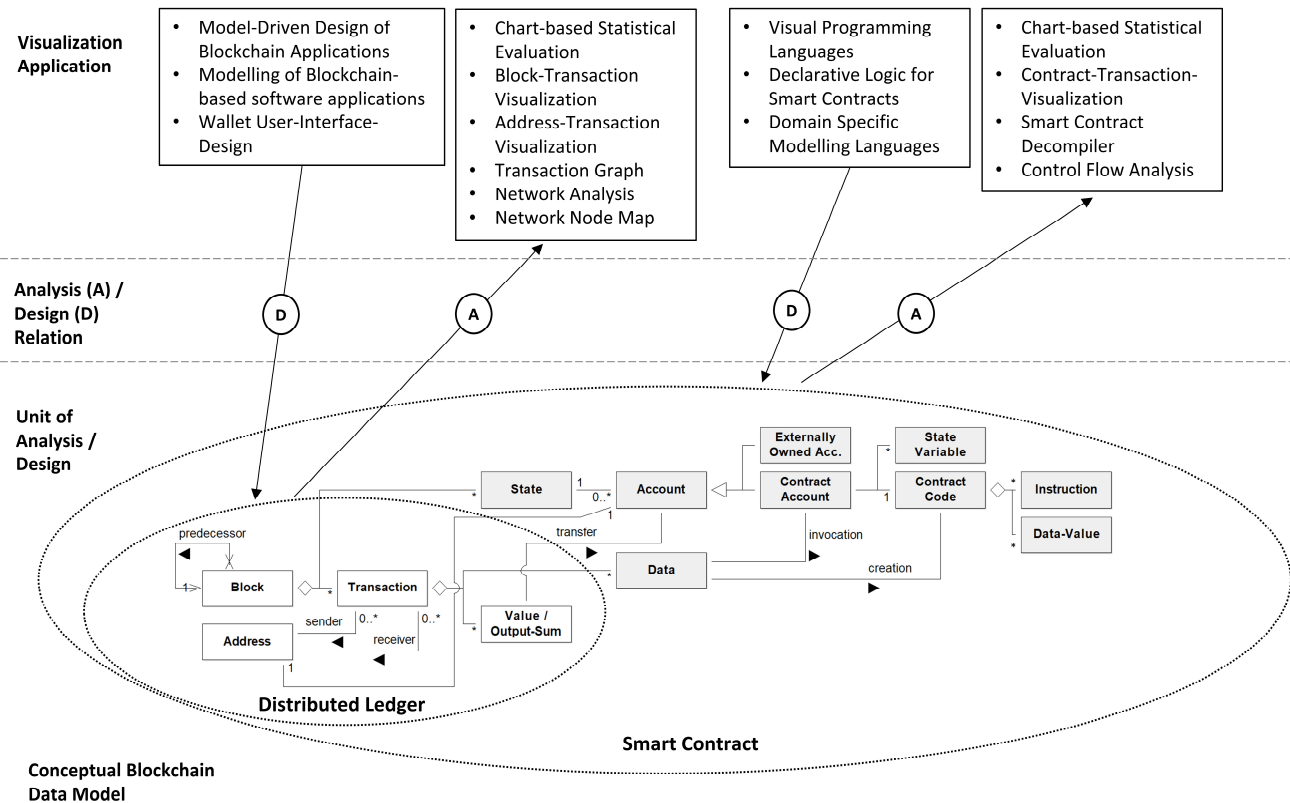 Visualization
Application
• Model-Driven Design of
Blockchain Applications
• Modelling of Blockchain-
based software applications
• Wallet User-Interface-
Design
• Chart-based Statistical
Evaluation
• Block-Transaction
Visualization
• Address-Transaction
Visualization
• Transaction Graph
• Network Analysis
• Network Node Map
• Visual Programming
Languages
• Declarative Logic for
Smart Contracts
• Domain Specific
Modelling Languages
• Chart-based Statistical
Evaluation
• Contract-Transaction-
Visualization
• Smart Contract
Decompiler
• Control Flow Analysis
Analysis (A) /
Design (D)
Relation
D
A
D
A
Unit of
Analysis /
Design
Externally
Owned Acc.
State
Variable
*
State
1
0..*
1
*
Account
Contract
Account
1
Contract
Code
*
Instruction
*
Data-Value
predecessor
transfer
invocation
1
Block
*
Transaction
*
Data
creation
sender
0..*
0..*
receiver
*
Value /
Output-Sum
Address
1
Distributed Ledger
Smart Contract
Conceptual Blockchain
Data Model